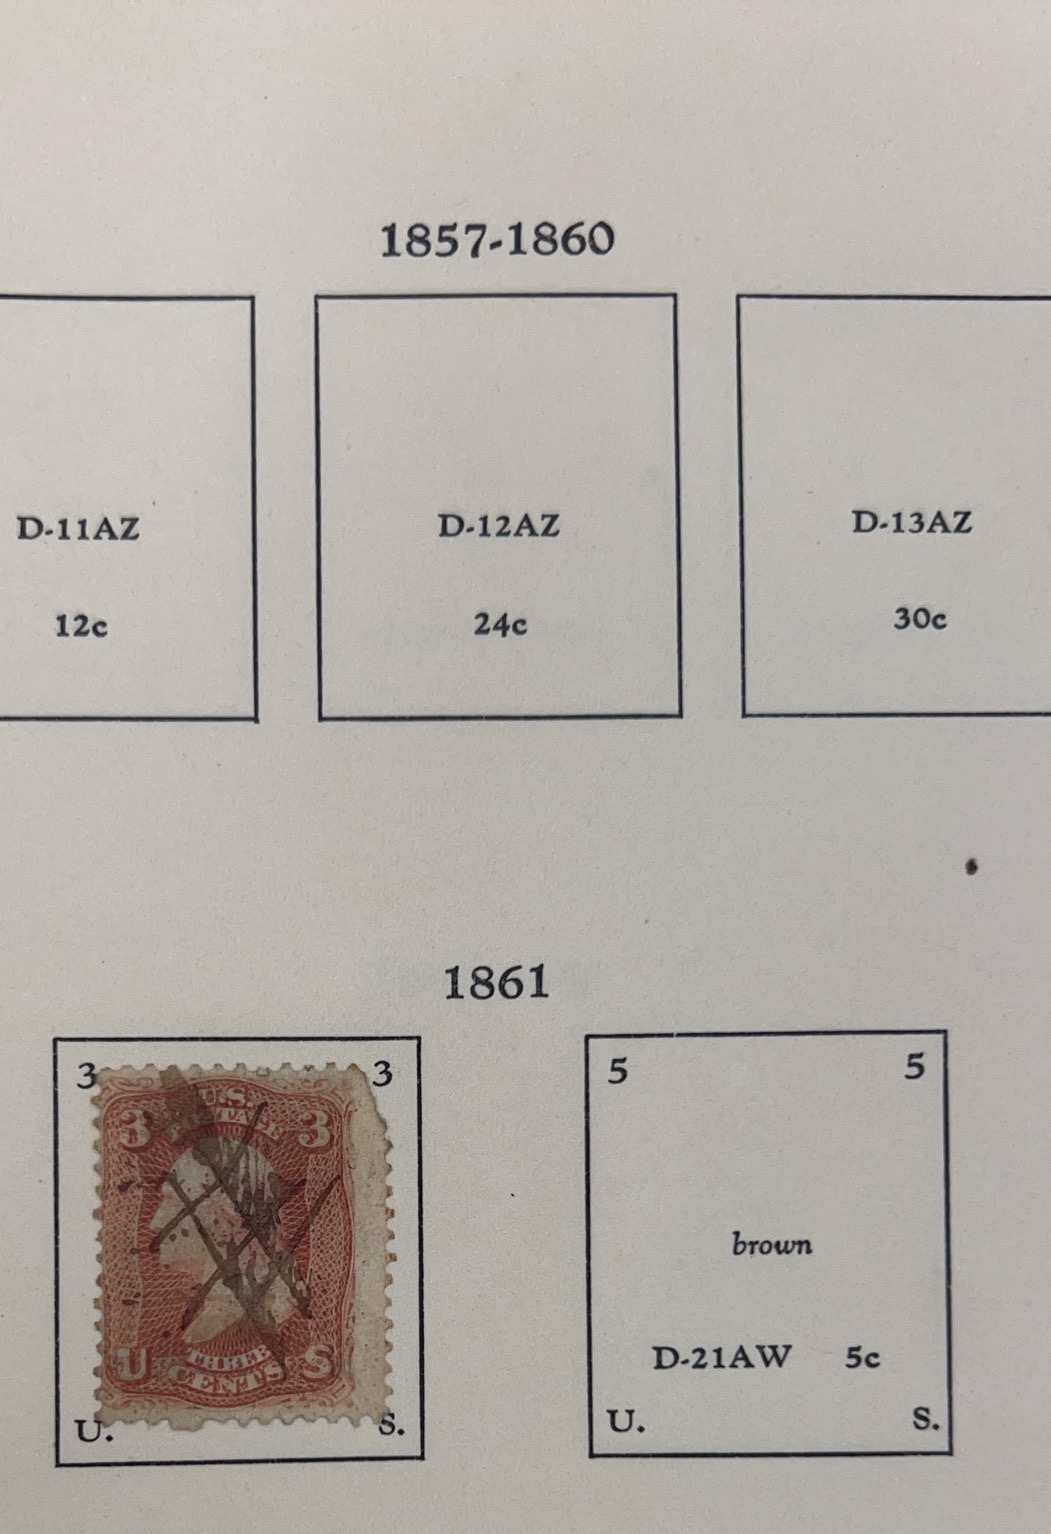 1857-1860
D-11AZ D-12AZ D-13AZ
12c 24c 30c
1861
3 3
3 U.S. 3
POSTAGE
U THREE S
CENTS
U. S.
5 5
brown
D-21AW 5c
U. S.